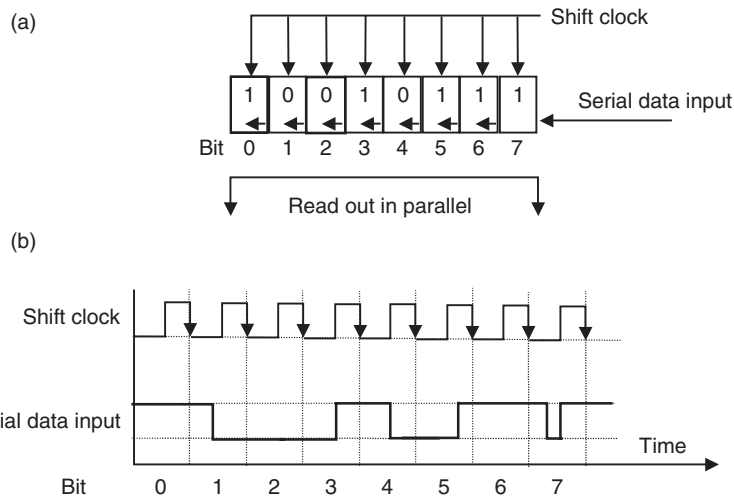 (a)
Shift clock
1 0 0 1 0 1 1 1
Serial data input
Bit 0 1 2 3 4 5 6 7
Read out in parallel
(b)
Shift clock
ial data input
Time
Bit 0 1 2 3 4 5 6 7